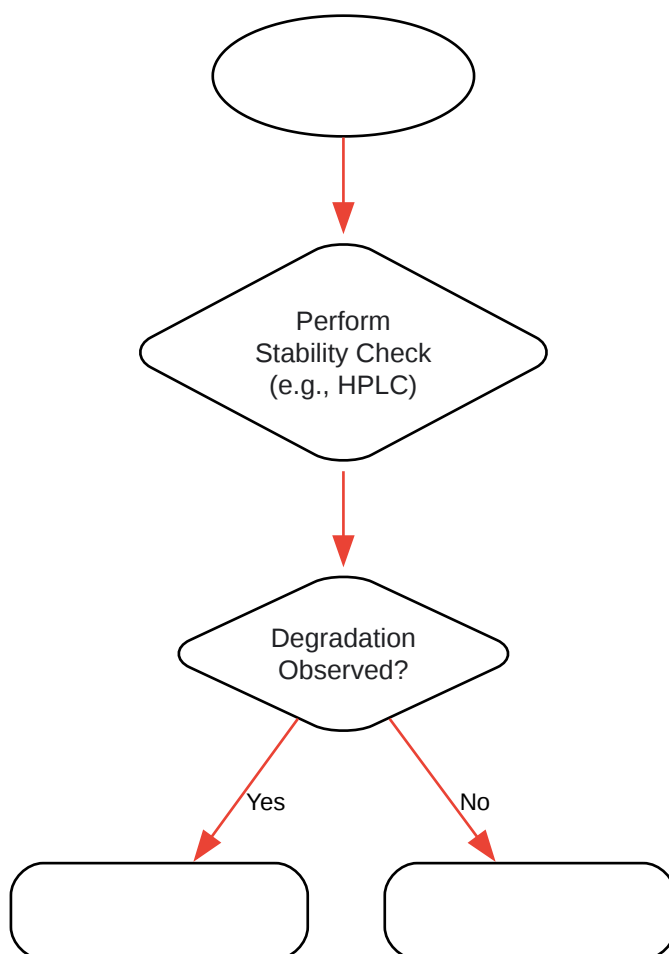 Perform
Stability Check
(e.g., HPLC)
Degradation
Observed?
Yes
No